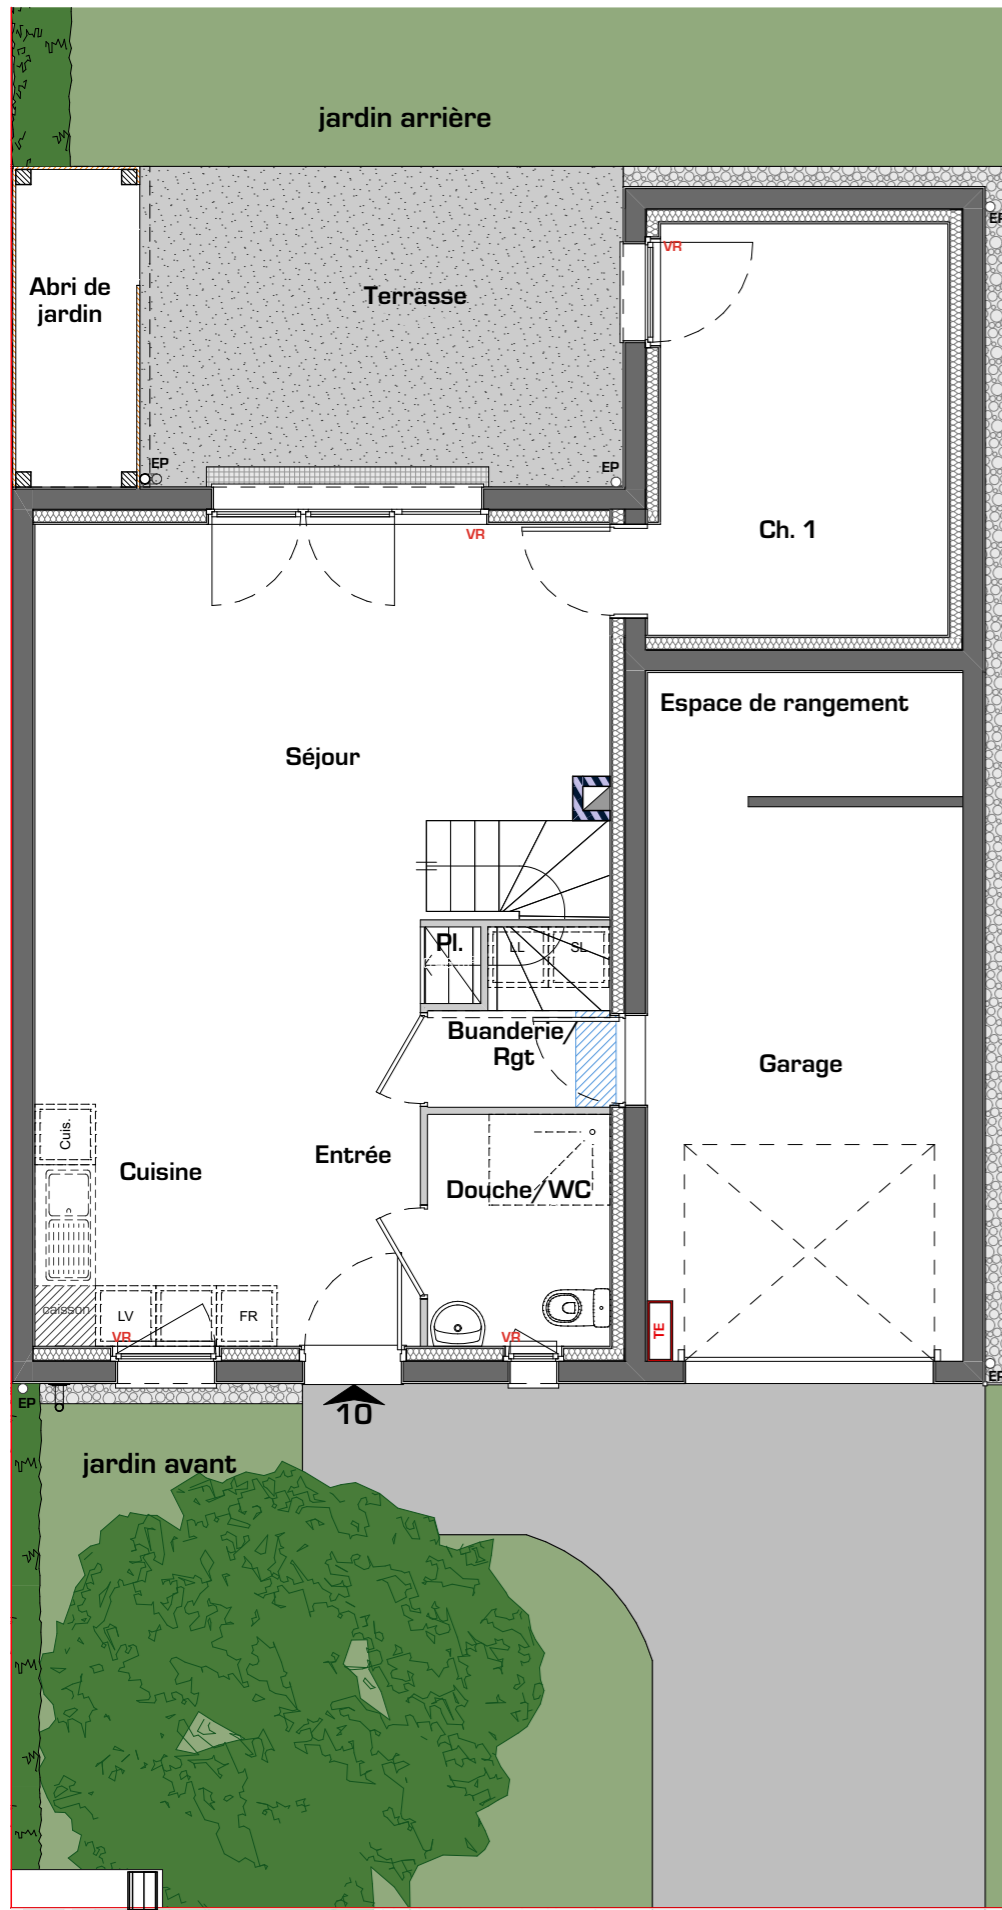 jardin arrière
EP
VR
Abri de
jardin
Terrasse
EP
EP
VR
Ch. 1
Espace de rangement
Séjour
Pl.
LL
SL
Buanderie/
Rgt
Garage
Cuis.
Entrée
Cuisine
Douche/WC
caisson
LV
FR
VR
VR
TE
EP
EP
10
jardin avant